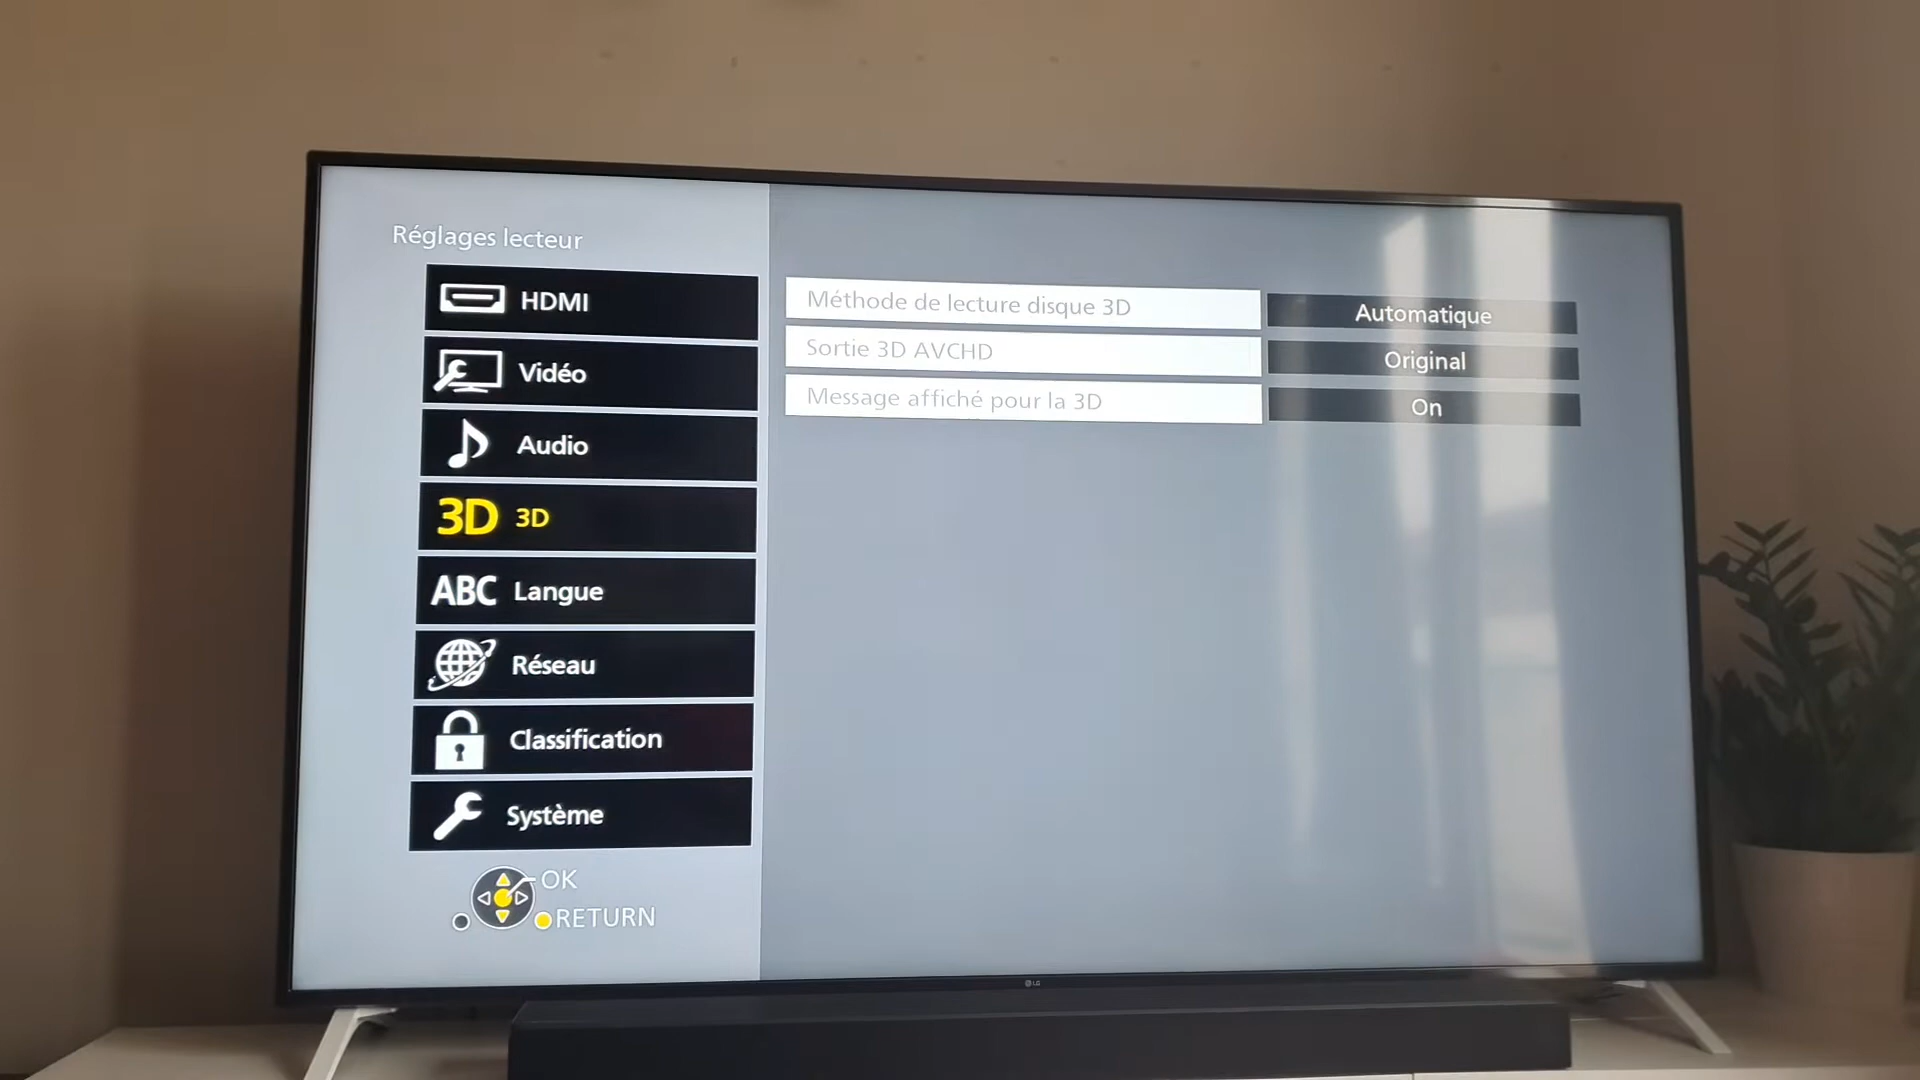 Réglages lecteur
HDMI
Vidéo
Audio
3D 3D
ABC Langue
Réseau
Classification
Système
OK
RETURN
Méthode de lecture disque 3D Automatique
Sortie 3D AVCHD Original
Message affiché pour la 3D On
LG